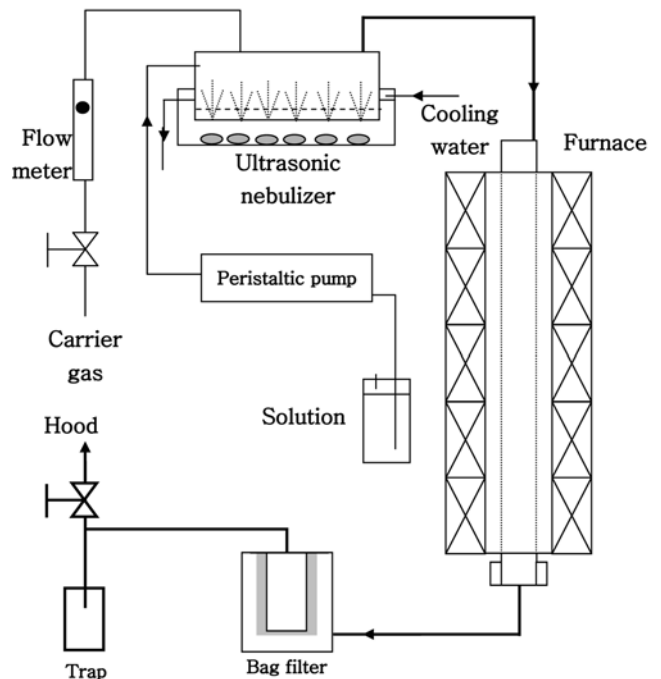 Flow
meter
Cooling
water
Furnace
Ultrasonic
nebulizer
Peristaltic pump
Carrier
gas
Solution
Hood
Trap
Bag filter